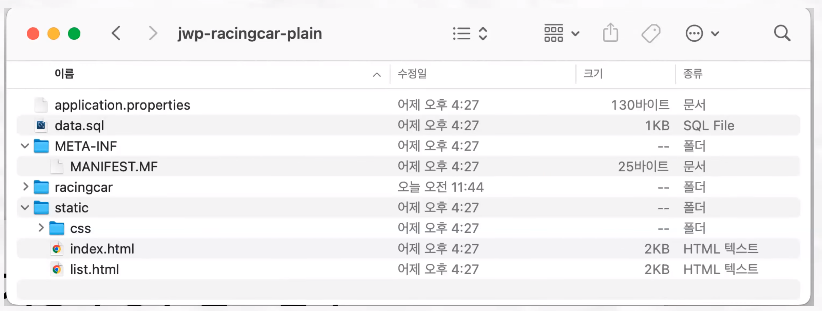 jwp-racingcar-plain
이름 수정일 크기 종류
application.properties 어제 오후 4:27 130바이트 문서
data.sql 어제 오후 4:27 1KB SQL File
META-INF 어제 오후 4:27 -- 폴더
MANIFEST.MF 어제 오후 4:27 25바이트 문서
racingcar 오늘 오전 11:44 -- 폴더
static 어제 오후 4:27 -- 폴더
css 어제 오후 4:27 -- 폴더
index.html 어제 오후 4:27 2KB HTML 텍스트
list.html 어제 오후 4:27 2KB HTML 텍스트